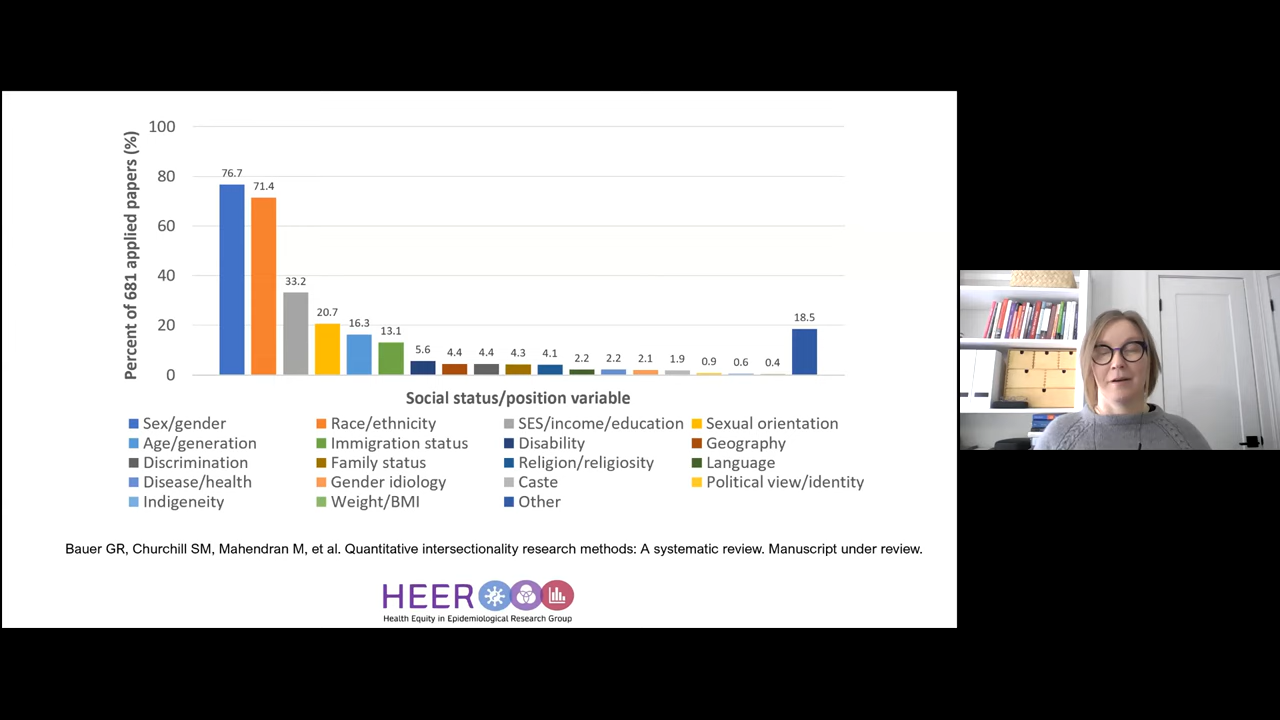 Percent of 681 applied papers (%)
100
80
60
40
20
0
76.7
71.4
33.2
20.7
16.3
13.1
5.6
4.4
4.4
4.3
4.1
2.2
2.2
2.1
1.9
0.9
0.6
0.4
18.5
Social status/position variable
Sex/gender Race/ethnicity SES/income/education Sexual orientation
Age/generation Immigration status Disability Geography
Discrimination Family status Religion/religiosity Language
Disease/health Gender idiology Caste Political view/identity
Indigeneity Weight/BMI Other
Bauer GR, Churchill SM, Mahendran M, et al. Quantitative intersectionality research methods: A systematic review. Manuscript under review.
HEER
Health Equity in Epidemiological Research Group